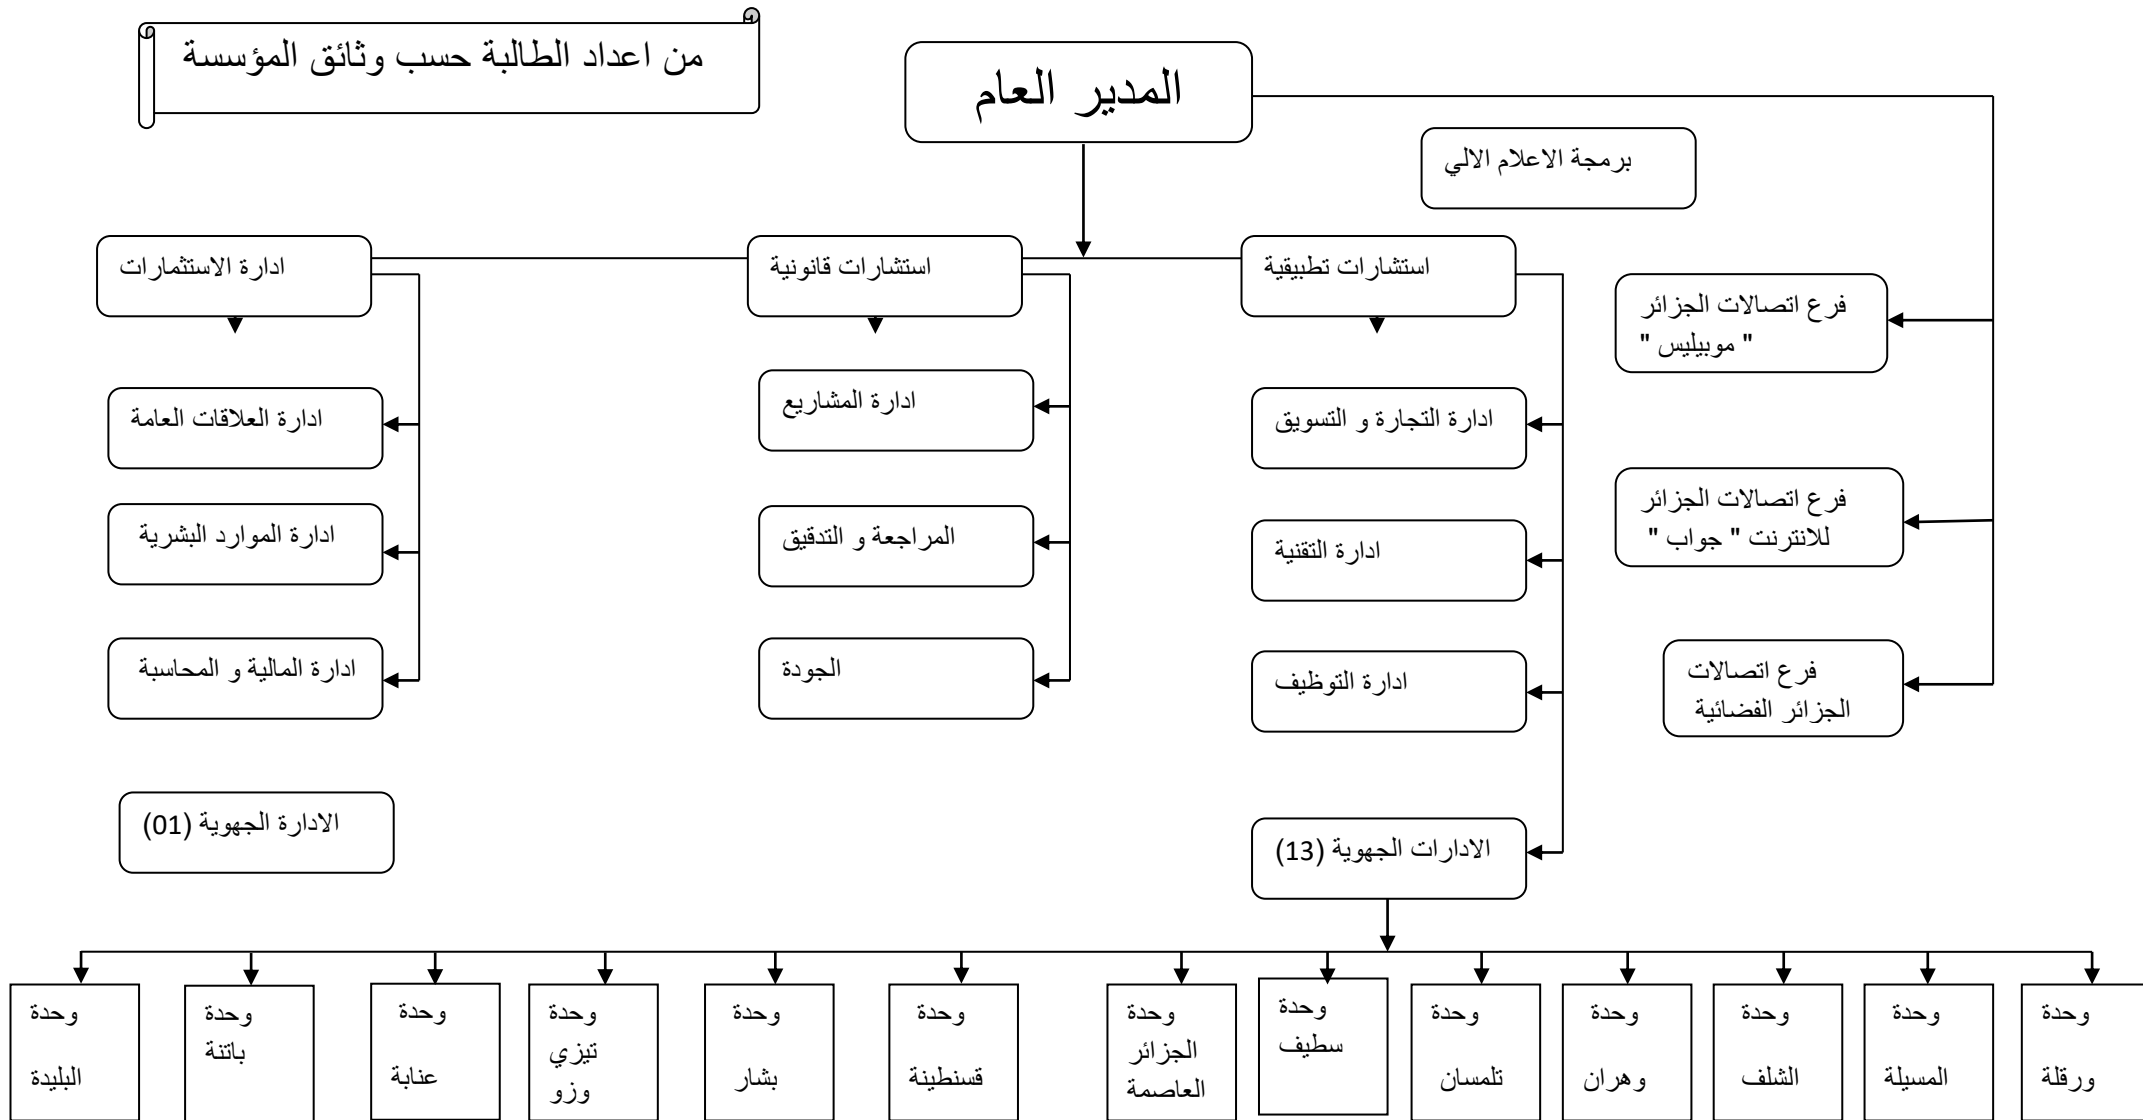 من اعداد الطالبة حسب وثائق المؤسسة
المدير العام
برمجة الاعلام الالي
استشارات تطبيقية
استشارات قانونية
ادارة الاستثمارات
فرع اتصالات الجزائر
" موبيليس "
ادارة التجارة و التسويق
ادارة المشاريع
ادارة العلاقات العامة
فرع اتصالات الجزائر
للانترنت " جواب "
ادارة التقنية
المراجعة و التدقيق
ادارة الموارد البشرية
فرع اتصالات
الجزائر الفضائية
ادارة التوظيف
الجودة
ادارة المالية و المحاسبة
الادارات الجهوية (13)
الادارة الجهوية (01)
وحدة
ورقلة
وحدة
المسيلة
وحدة
الشلف
وحدة
وهران
وحدة
تلمسان
وحدة
سطيف
وحدة
الجزائر
العاصمة
وحدة
قسنطينة
وحدة
بشار
وحدة
تيزي
وزو
وحدة
عنابة
وحدة
باتنة
وحدة
البليدة